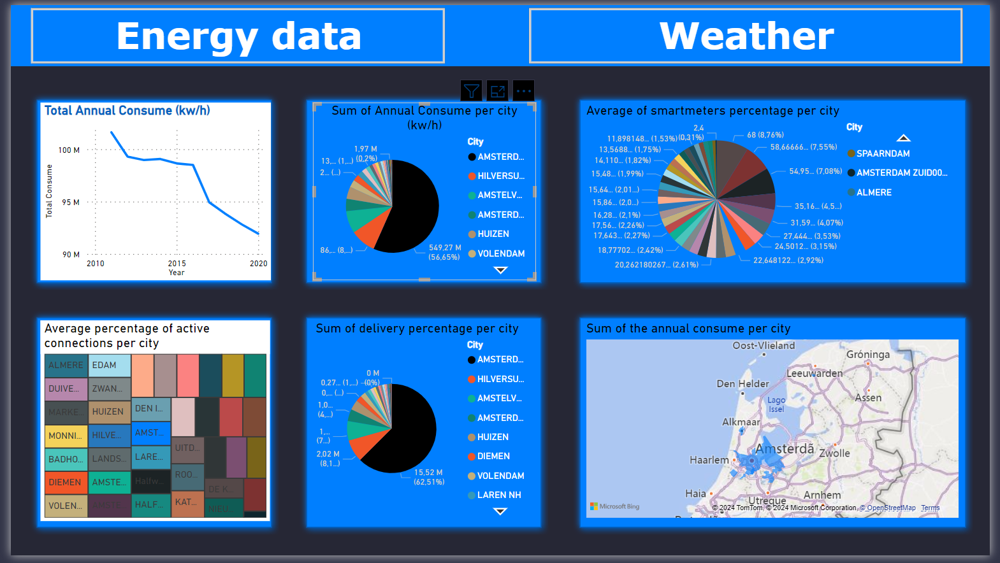 Energy data
Weather
Total Annual Consume (kw/h)
Total Consume
100 M
95 M
90 M
2010
2015
2020
Year
Sum of Annual Consume per city
(kw/h)
1,97 M
(0,2%)
13,... (1,...)
2... (...)
86,... (8,...)
549,27 M
(56,65%)
City
AMSTERD...
HILVERSU...
AMSTELV...
AMSTERD...
HUIZEN
VOLENDAM
Average of smartmeters percentage per city
2,4
(0,31%)
11,898148... (1,53%)
13,5688... (1,75%)
14,110... (1,82%)
15,48... (1,99%)
15,64... (2,01...)
15,86... (2,0...)
16,28... (2,1%)
17,56... (2,26%)
17,643... (2,27%)
18,77702... (2,42%)
20,262180267... (2,61%)
68 (8,76%)
58,66666... (7,55%)
54,95... (7,08%)
35,16... (4,5...)
31,59... (4,07%)
27,444... (3,53%)
24,5012... (3,15%)
22,648122... (2,92%)
City
SPAARNDAM
AMSTERDAM ZUID00...
ALMERE
Average percentage of active
connections per city
ALMERE
EDAM
DUIVE...
ZWAN...
MARKE...
HUIZEN
DEN I...
MONNI...
HILVE...
AMST...
BADHO...
LANDS...
LARE...
UITD...
DIEMEN
AMSTE...
Halfw...
ROO...
DE K...
VOLEN...
AMSTE...
HALF...
KAT...
NIEU...
Sum of delivery percentage per city
0 M
(0%)
0,27... (1,...)
0,... (...)
1,0...
(4,...)
1,...
(7...)
2,02 M
(8,1...)
15,52 M
(62,51%)
City
AMSTERD...
HILVERSU...
AMSTELV...
AMSTERD...
HUIZEN
DIEMEN
VOLENDAM
LAREN NH
Sum of the annual consume per city
Oost-Vlieland
Gróninga
Leeuwarden
Den Helder
Assen
Lago
Issel
Alkmaar
Amsterdã
Zwolle
Haarlem
Haia
Utreque
Arnhem
Microsoft Bing
© 2024 TomTom, © 2024 Microsoft Corporation, © OpenStreetMap Terms